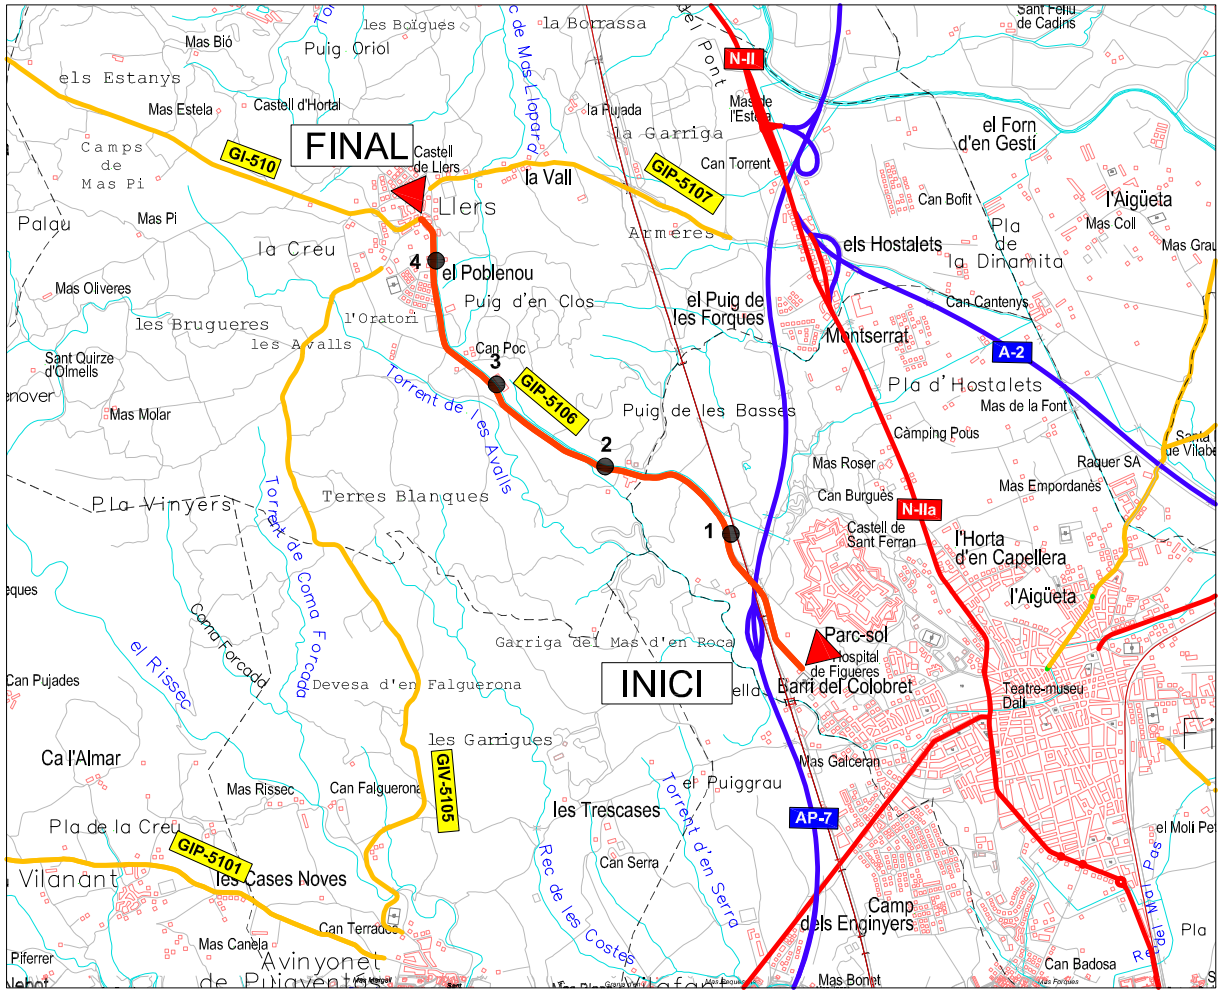 les Boïgues
la Borrassa
Sant Feliu
de Cadins
Mas Bió
Puig Oriol
Rec de Mas Llopard
del Pont
N-II
els Estanys
Mas Estela
Castell d'Hortal
la Pujada
Mas de
l'Estela
FINAL
Castell
de Llers
la Garriga
el Forn
d'en Gestí
Camps
de
Mas Pi
GI-510
la Vall
GIP-5107
Can Torrent
Can Bofit
l'Aigüeta
Mas Coll
Palau
Mas Pi
Llers
Armeres
els Hostalets
Pla
de
la Dinamita
la Creu
4
el Poblenou
Mas Oliveres
Puig d'en Clos
el Puig de
les Forques
Can Cantenys
les Brugueres
l'Oratori
les Avalls
Montserrat
A-2
Sant Quirze
d'Olmells
Can Poc
3
GIP-5106
Torrent de les Avalls
Pla d'Hostalets
Mas de la Font
Mas Molar
Puig de les Basses
Càmping Pous
2
Mas Roser
Raquer SA
Mas Empordanès
Pla Vinyers
Terres Blanques
Can Burguès
N-IIa
Torrent de Coma Forcada
1
Castell de
Sant Ferran
l'Horta
d'en Capellera
l'Aigüeta
Coma Forcada
el Rissec
Garriga del Mas d'en Roca
Parc-sol
Hospital
de Figueres
Can Pujades
Devesa d'en Falguerona
INICI
Barri del Colobret
Teatre-museu
Dalí
les Garrigues
Ca l'Almar
GIV-5105
Mas Galceran
Mas Rissec
Can Falguerona
el Puiggrau
les Trescases
Torrent d'en Serra
AP-7
Pla de la Creu
GIP-5101
Can Serra
Vilanant
les Cases Noves
Rec de les Costes
Camp
dels Enginyers
Can Terrades
Mas Canela
Piferrer
Avinyonet
de Puigventós
Pla
Can Badosa
Mas Bonet